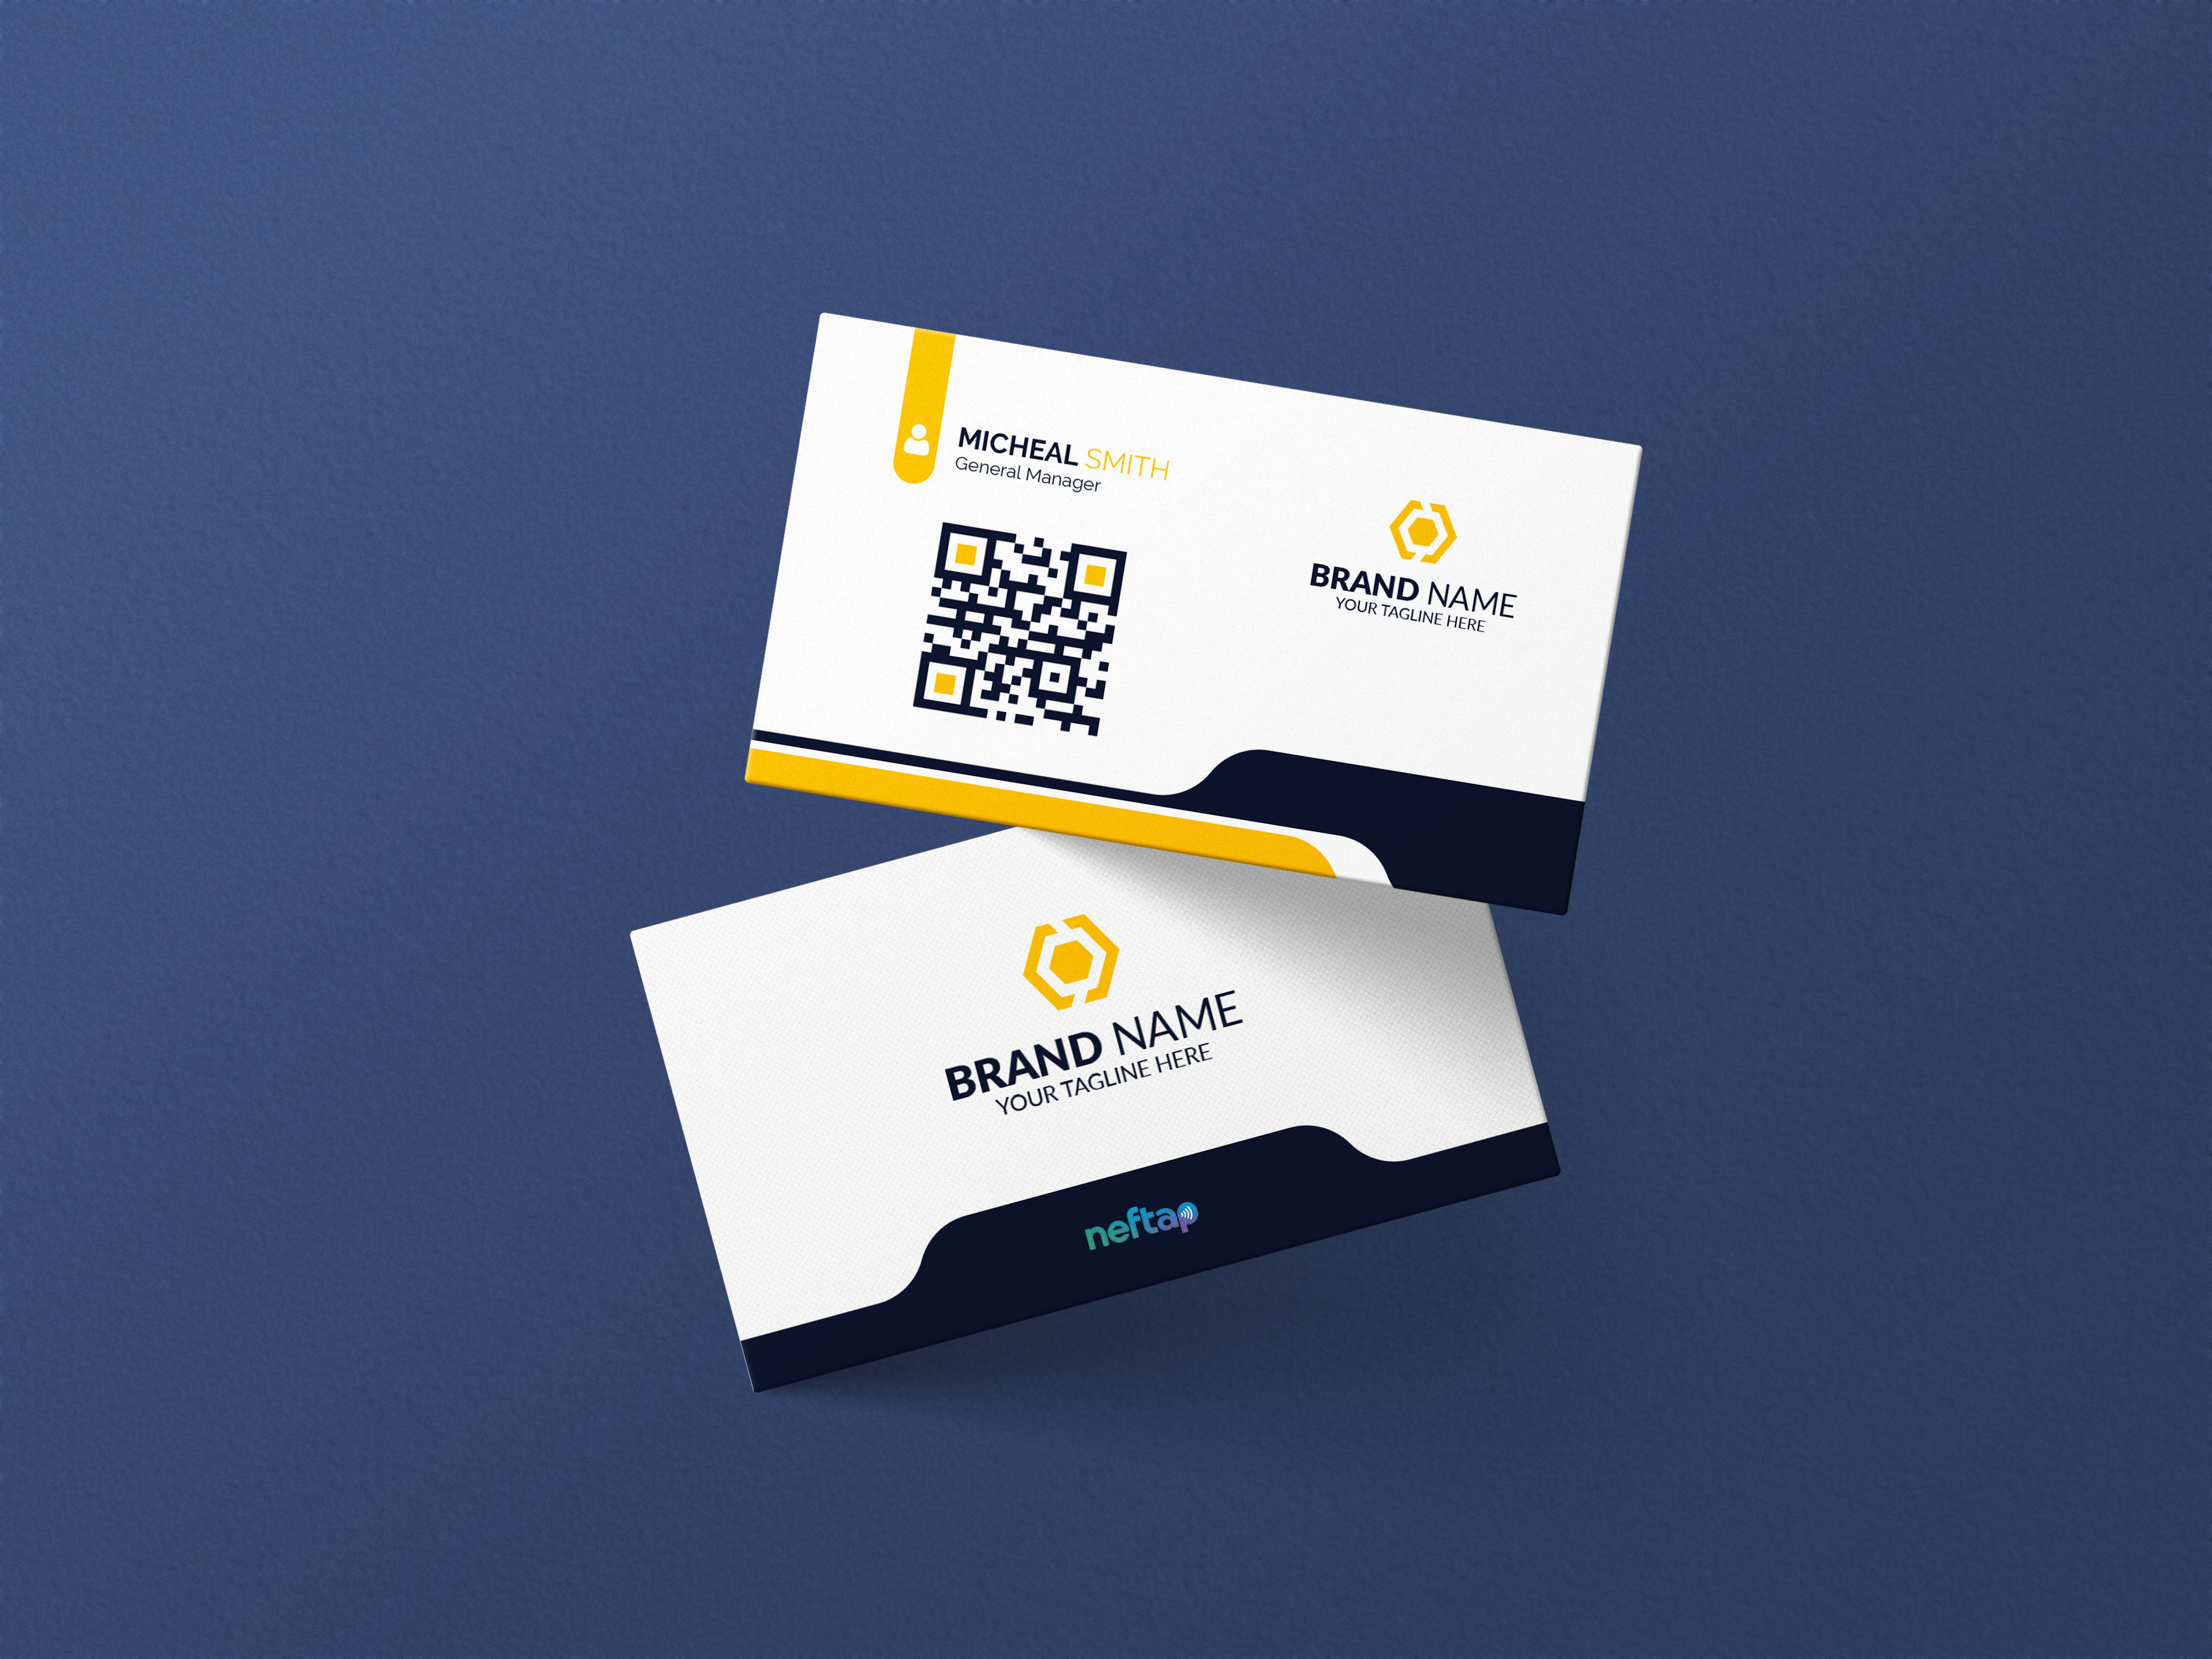 MICHEAL SMITH
General Manager
BRAND NAME
YOUR TAGLINE HERE
BRAND NAME
YOUR TAGLINE HERE
neftap